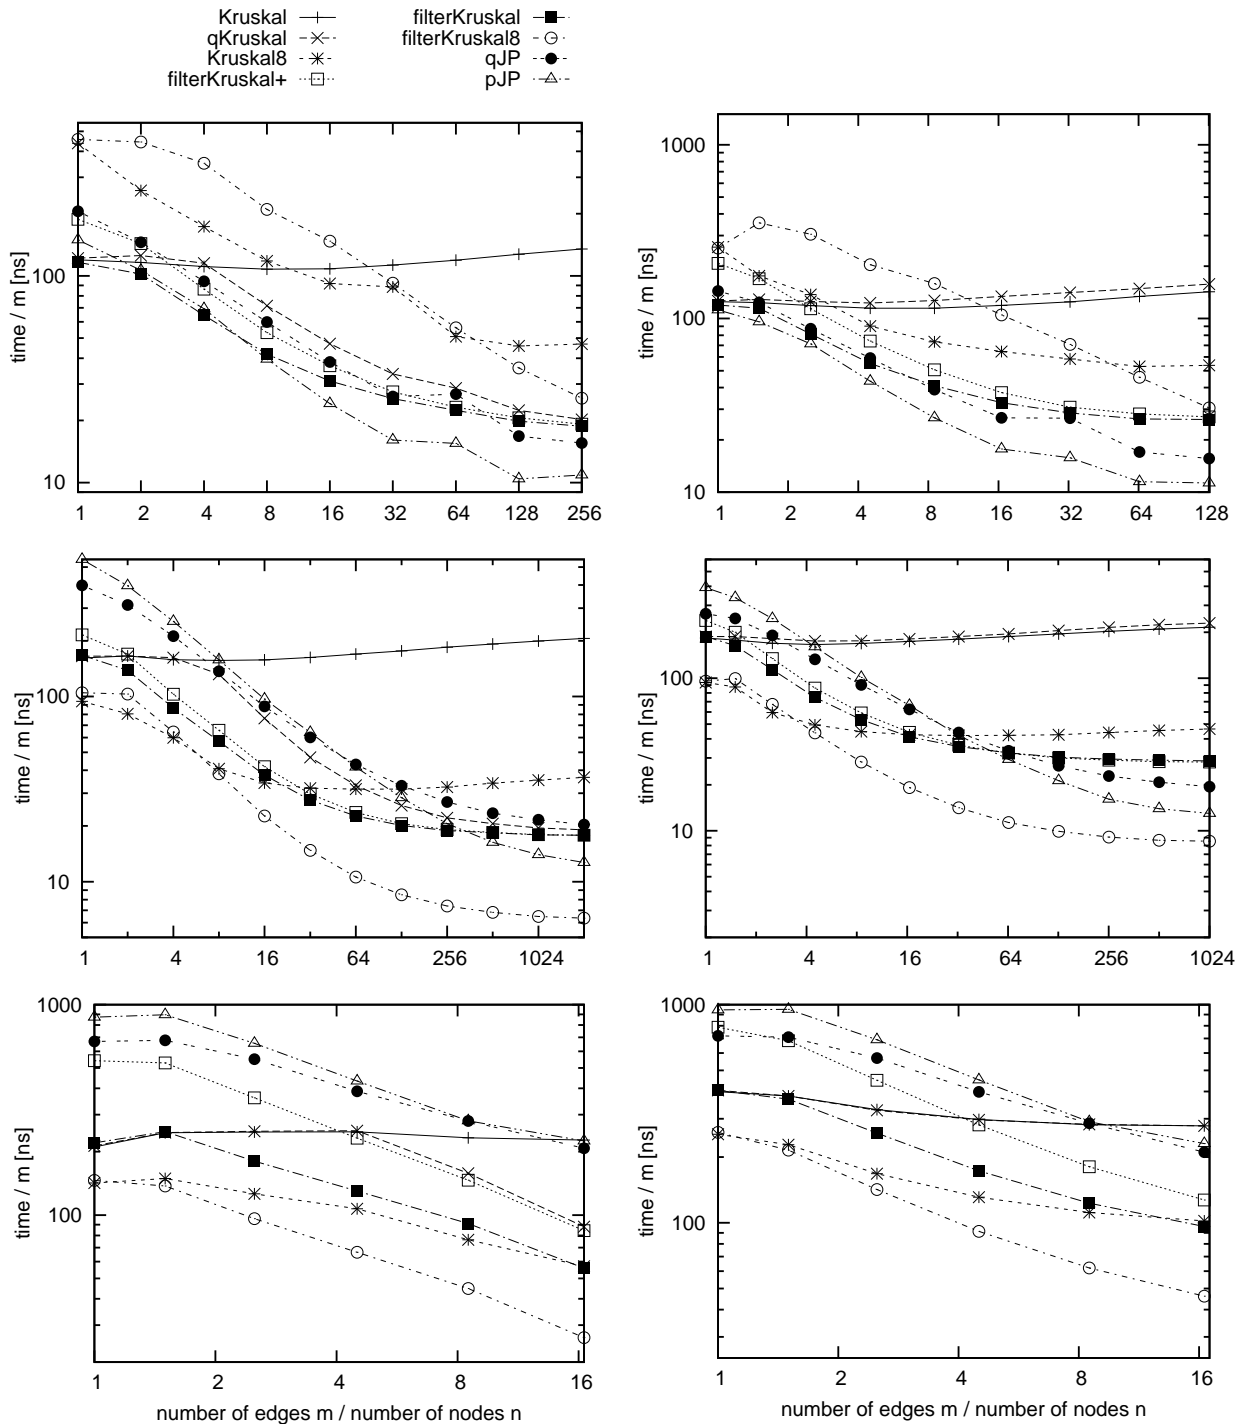 Kruskal
qKruskal
Kruskal8
filterKruskal+
filterKruskal
filterKruskal8
qJP
pJP
time / m [ns]
100
10
1 2 4 8 16 32 64 128 256
time / m [ns]
1000
100
10
1 2 4 8 16 32 64 128
time / m [ns]
100
10
1 4 16 64 256 1024
time / m [ns]
100
10
1 4 16 64 256 1024
time / m [ns]
1000
100
1 2 4 8 16
number of edges m / number of nodes n
time / m [ns]
1000
100
1 2 4 8 16
number of edges m / number of nodes n